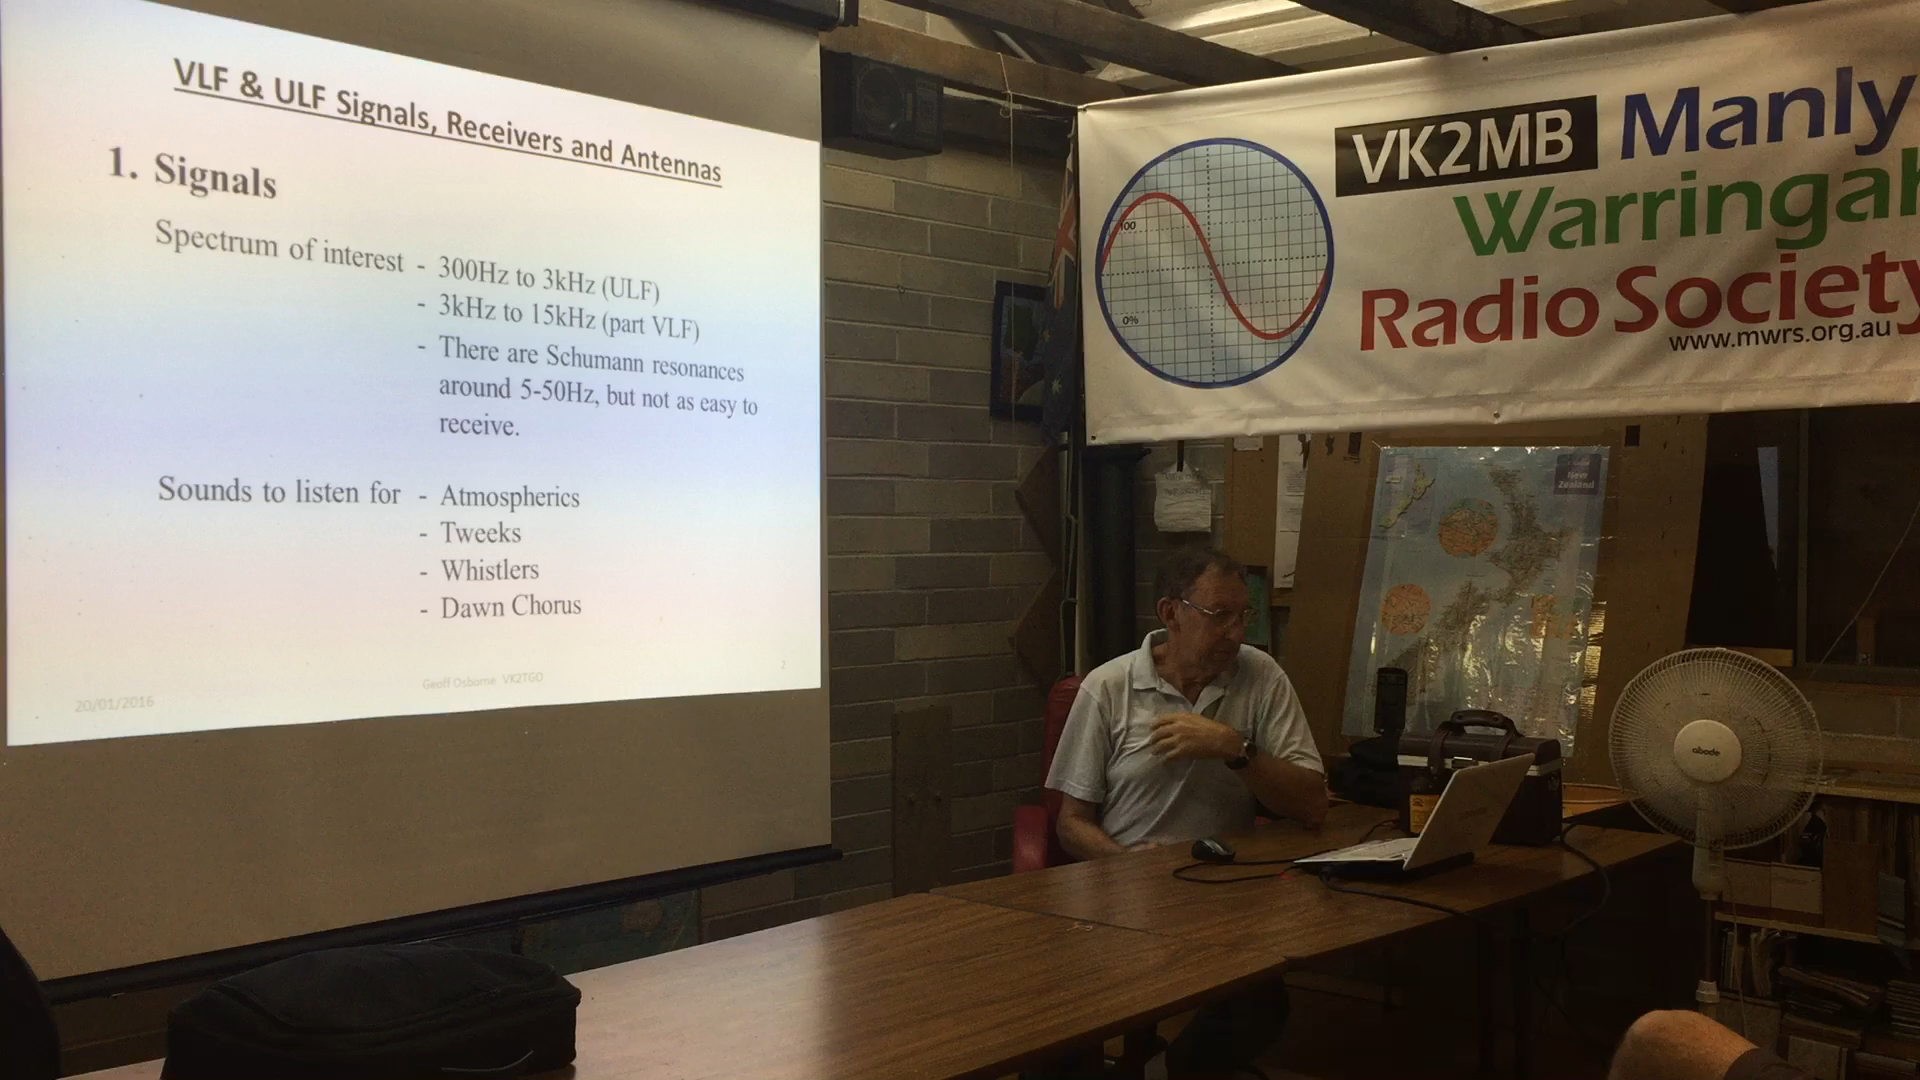 VLF & ULF Signals, Receivers and Antennas
1. Signals
Spectrum of interest - 300Hz to 3kHz (ULF)
- 3kHz to 15kHz (part VLF)
- There are Schumann resonances
around 5-50Hz, but not as easy to
receive.
Sounds to listen for - Atmospherics
- Tweeks
- Whistlers
- Dawn Chorus
20/01/2016
Geoff Osborne VK2TGO
2
VK2MB Manly
Warringah
Radio Society
www.mwrs.org.au
100
0%
New
Zealand
abode